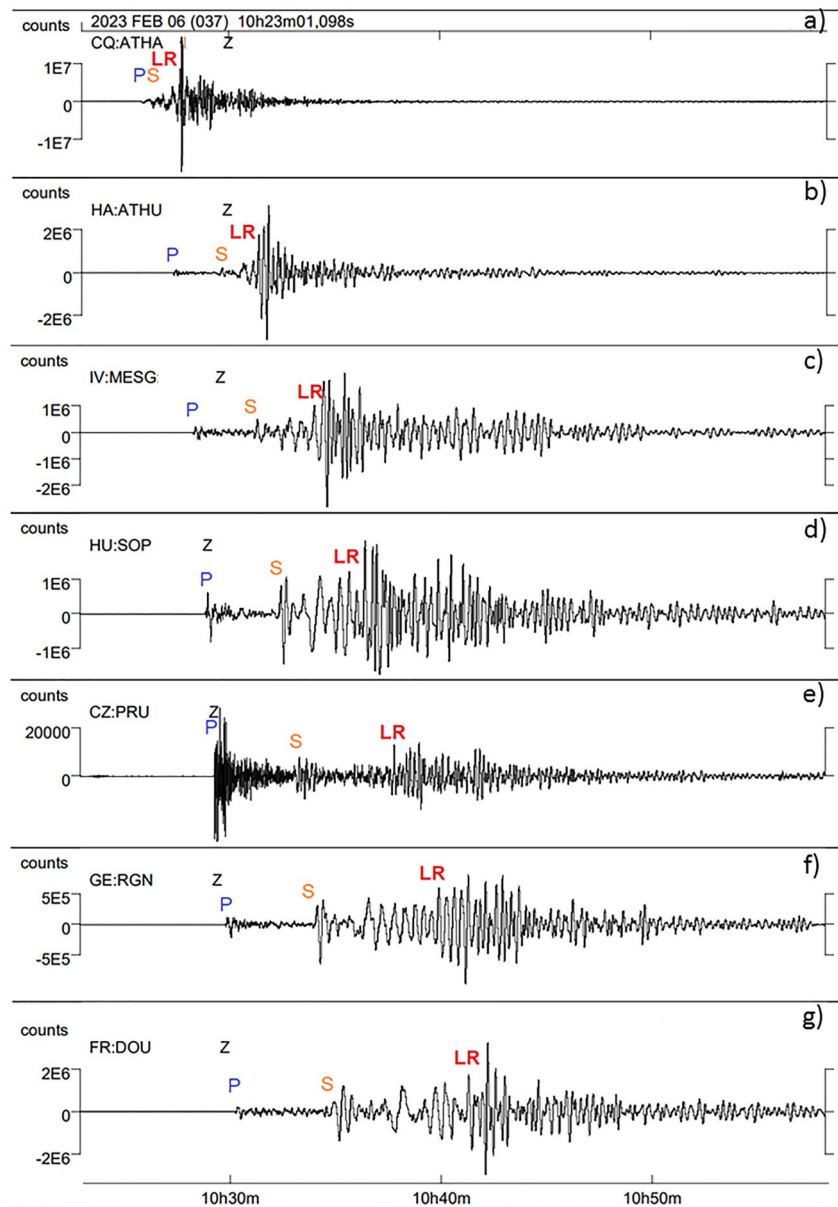 counts 2023 FEB 06 (037) 10h23m01,098s a)
CQ:ATHA Z
LR
P S
1E7
0
-1E7
counts b)
HA:ATHU Z
2E6 LR
P S
0
-2E6
counts c)
IV:MESG: Z
LR
P S
1E6
0
-1E6
-2E6
counts d)
HU:SOP Z
LR
P S
1E6
0
-1E6
counts e)
CZ:PRU Z
20000 P LR
S
0
counts f)
GE:RGN Z LR
P S
5E5
0
-5E5
counts g)
FR:DOU Z
LR
2E6 P S
0
-2E6
10h30m 10h40m 10h50m